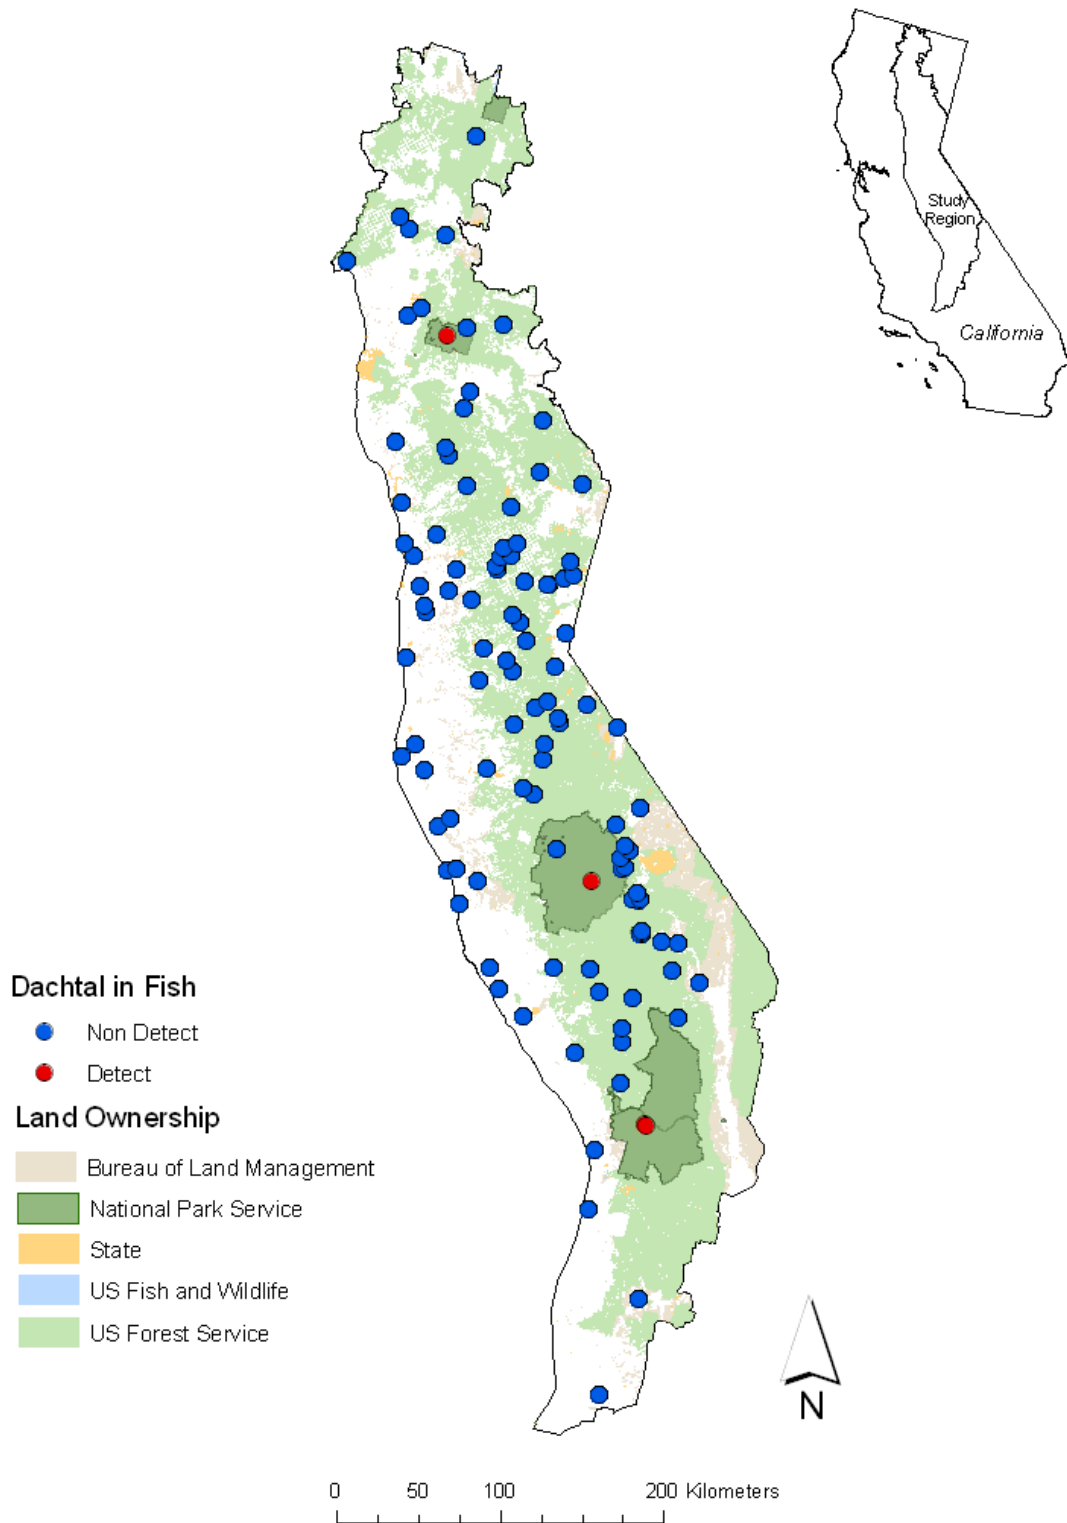 Study
Region
California
Dachtal in Fish
Non Detect
Detect
Land Ownership
Bureau of Land Management
National Park Service
State
US Fish and Wildlife
US Forest Service
N
0 50 100 200 Kilometers